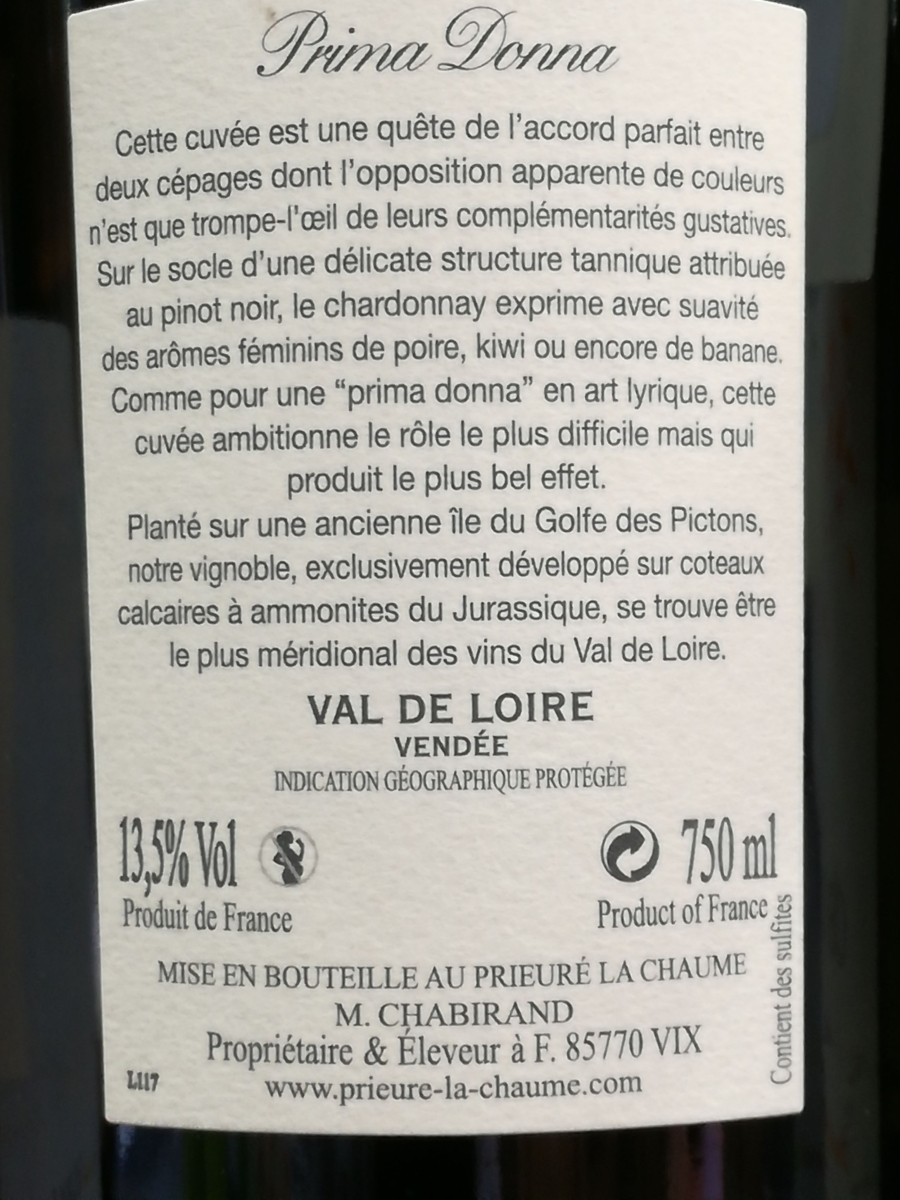 Prima Donna
Cette cuvée est une quête de l'accord parfait entre
deux cépages dont l'opposition apparente de couleurs
n'est que trompe-l'œil de leurs complémentarités gustatives.
Sur le socle d'une délicate structure tannique attribuée
au pinot noir, le chardonnay exprime avec suavité
des arômes féminins de poire, kiwi ou encore de banane.
Comme pour une “prima donna” en art lyrique, cette
cuvée ambitionne le rôle le plus difficile mais qui
produit le plus bel effet.
Planté sur une ancienne île du Golfe des Pictons,
notre vignoble, exclusivement développé sur coteaux
calcaires à ammonites du Jurassique, se trouve être
le plus méridional des vins du Val de Loire.
VAL DE LOIRE
VENDÉE
INDICATION GÉOGRAPHIQUE PROTÉGÉE
13,5% Vol 750 ml
Produit de France Product of France
Contient des sulfites
MISE EN BOUTEILLE AU PRIEURÉ LA CHAUME
M. CHABIRAND
Propriétaire & Éleveur à F. 85770 VIX
L117 www.prieure-la-chaume.com